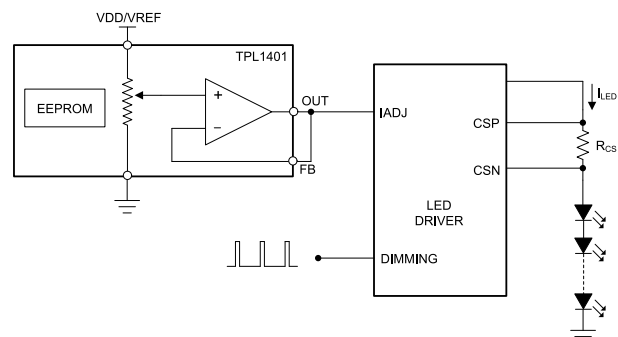 VDD/VREF
TPL1401
EEPROM
+
−
OUT
FB
IADJ
CSP
CSN
LED
DRIVER
DIMMING
ILED
RCS